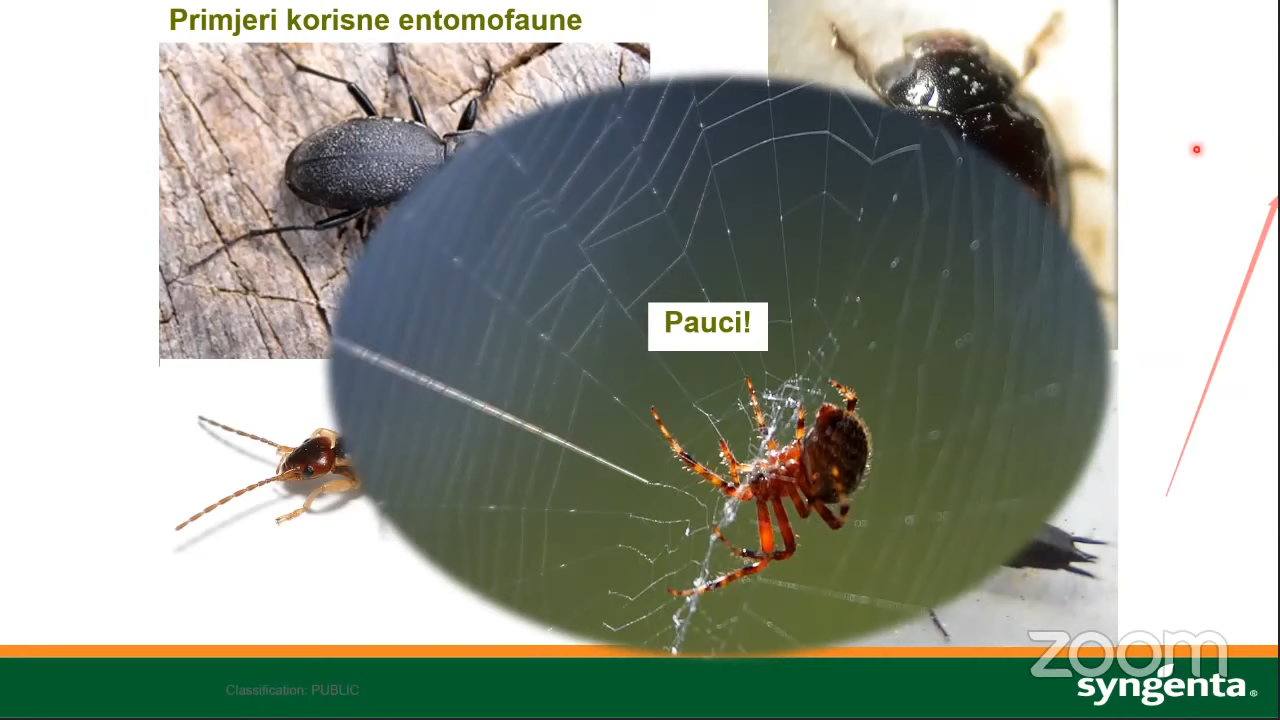 Primjeri korisne entomofaune
Pauci!
zoom
Classification: PUBLIC
syngenta